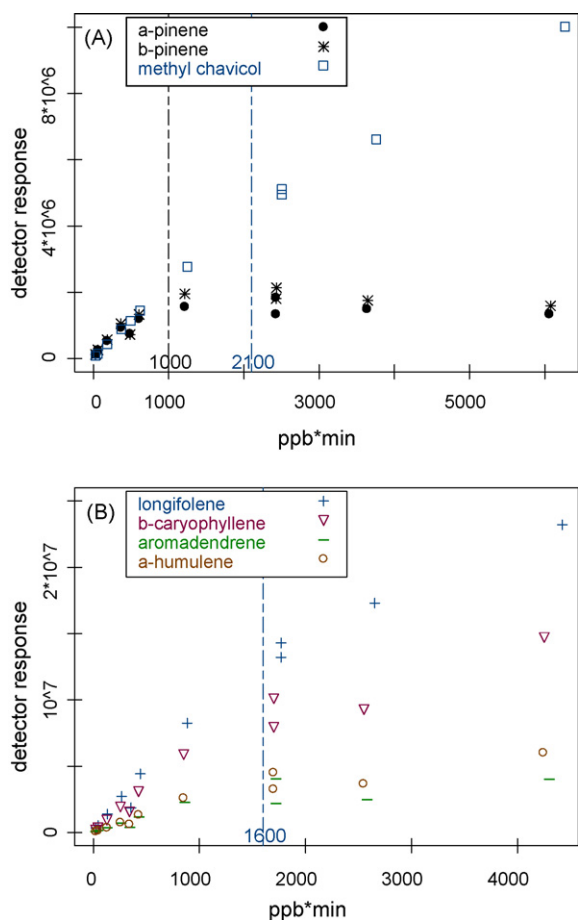 (A)
a-pinene
b-pinene
methyl chavicol
detector response
8*10^6
4*10^6
0
1000
2100
0
1000
3000
5000
ppb*min
(B)
longifolene
b-caryophyllene
aromadendrene
a-humulene
detector response
2*10^7
10^7
0
1600
0
1000
2000
3000
4000
ppb*min